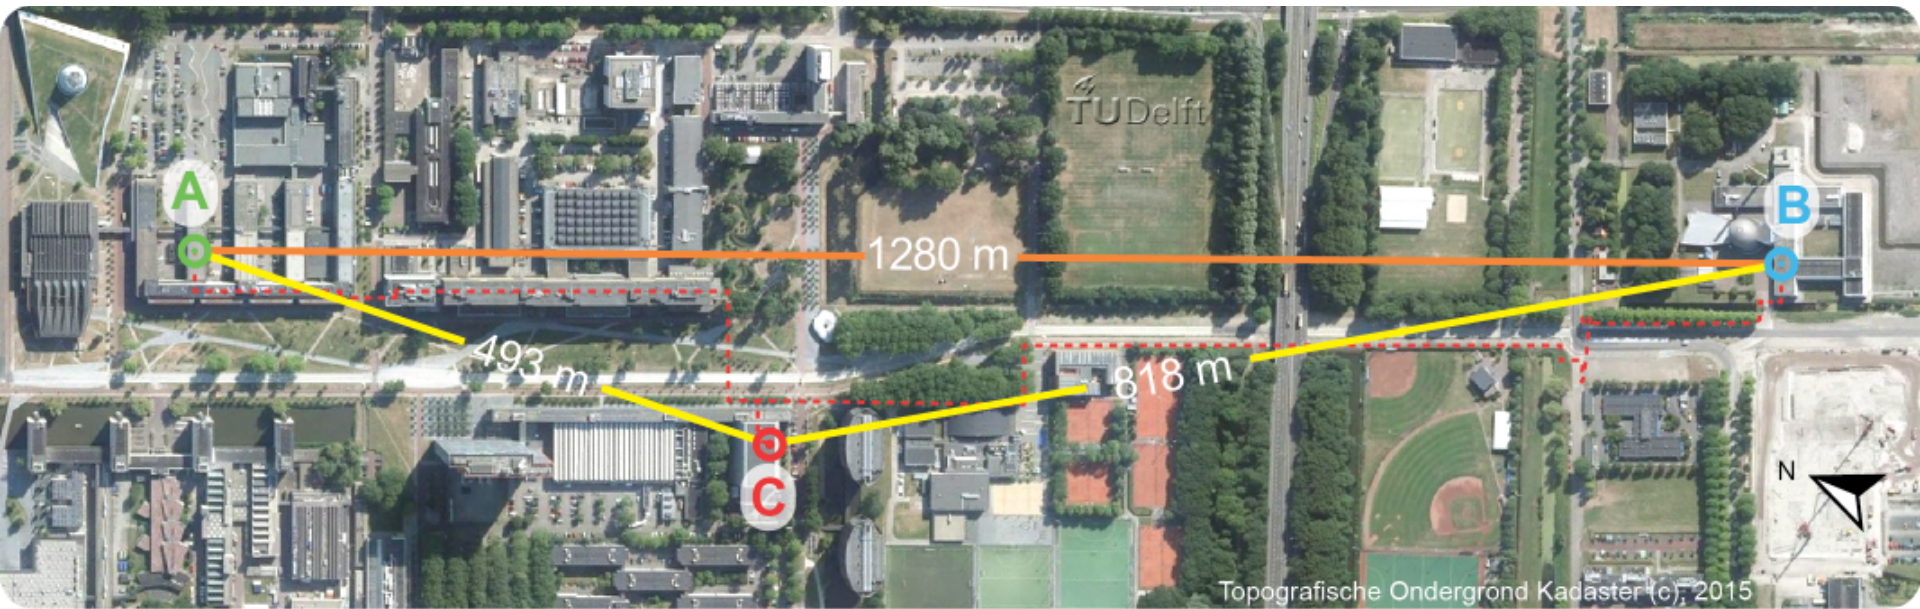 TUDelft
A
B
1280 m
493 m
818 m
C
N
Topografische Ondergrond Kadaster (c), 2015